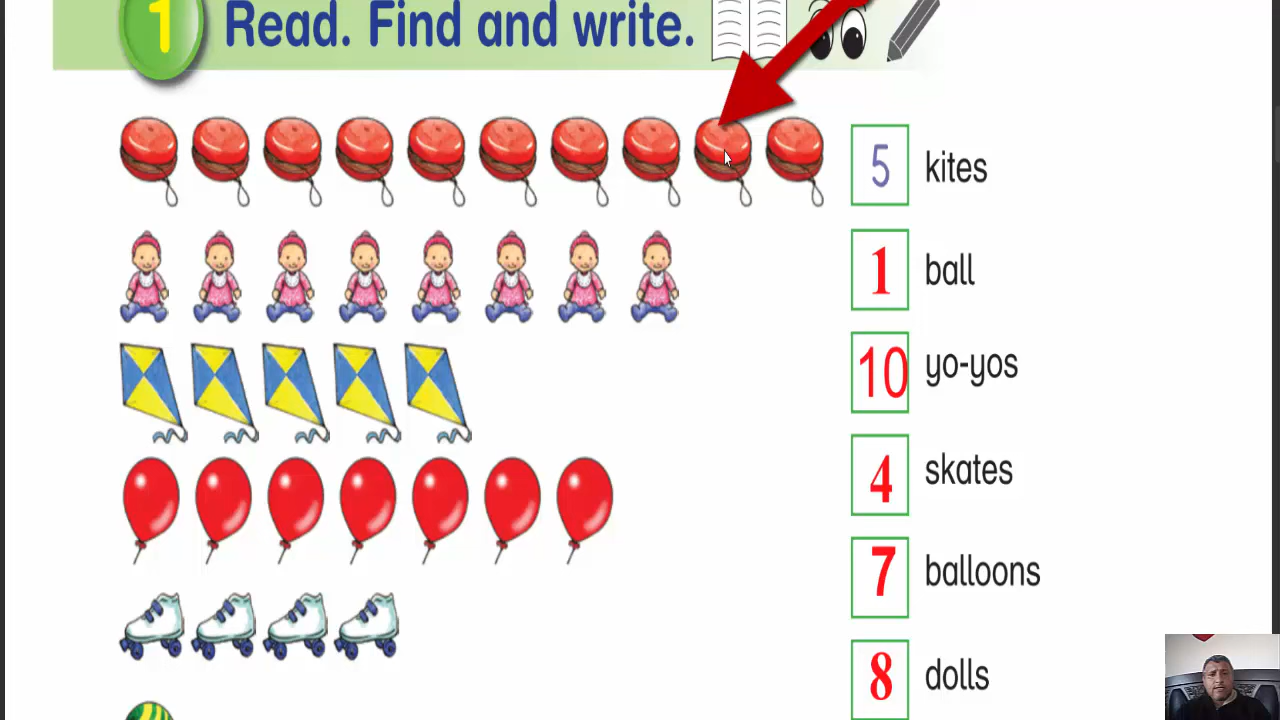 1 Read. Find and write.
5 kites
1 ball
10 yo-yos
4 skates
7 balloons
8 dolls